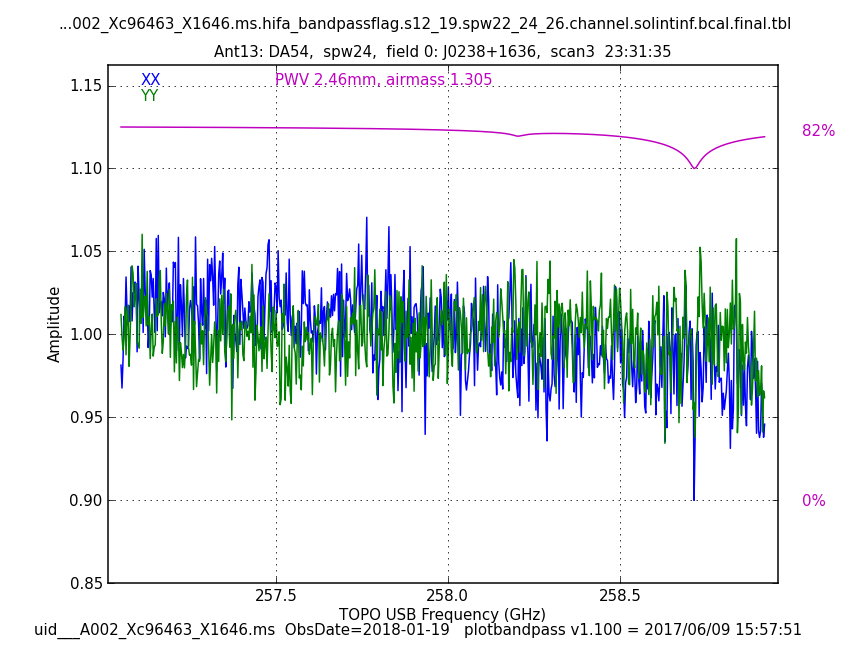 ...002_Xc96463_X1646.ms.hifa_bandpassflag.s12_19.spw22_24_26.channel.solintinf.bcal.final.tbl
Ant13: DA54,  spw24,  field 0: J0238+1636,  scan3  23:31:35
XX
YY
PWV 2.46mm, airmass 1.305
1.15
1.10
1.05
1.00
0.95
0.90
0.85
Amplitude
82%
0%
257.5
258.0
258.5
TOPO USB Frequency (GHz)
uid___A002_Xc96463_X1646.ms  ObsDate=2018-01-19   plotbandpass v1.100 = 2017/06/09 15:57:51